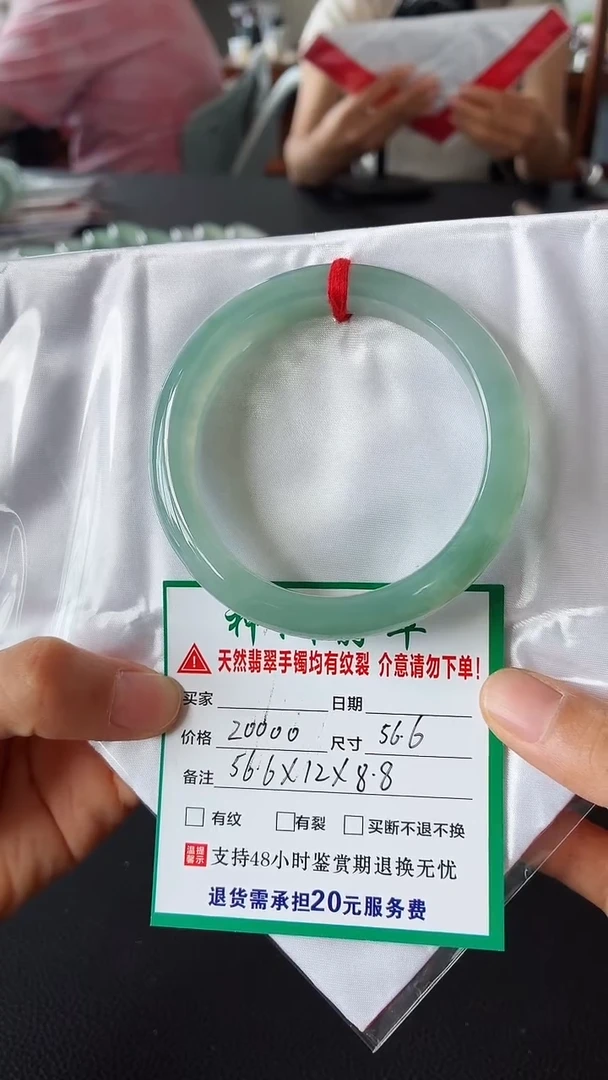 天然翡翠手镯均有纹裂 介意请勿下单!
买家 日期
价格 20000 尺寸 56.6
备注 56.6X12X8.8
□有纹 □有裂 □买断不退不换
温馨提示 支持48小时鉴赏期退换无忧
退货需承担20元服务费